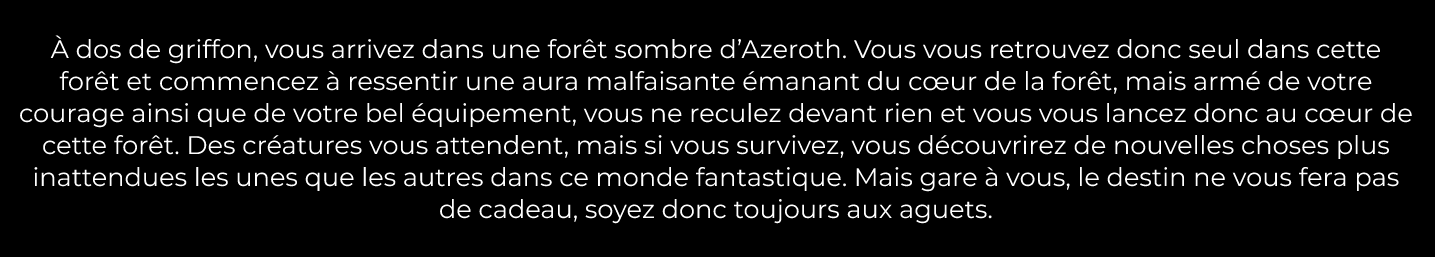 À dos de griffon, vous arrivez dans une forêt sombre d’Azeroth. Vous vous retrouvez donc seul dans cette
forêt et commencez à ressentir une aura malfaisante émanant du cœur de la forêt, mais armé de votre
courage ainsi que de votre bel équipement, vous ne reculez devant rien et vous vous lancez donc au cœur de
cette forêt. Des créatures vous attendent, mais si vous survivez, vous découvrirez de nouvelles choses plus
inattendues les unes que les autres dans ce monde fantastique. Mais gare à vous, le destin ne vous fera pas
de cadeau, soyez donc toujours aux aguets.